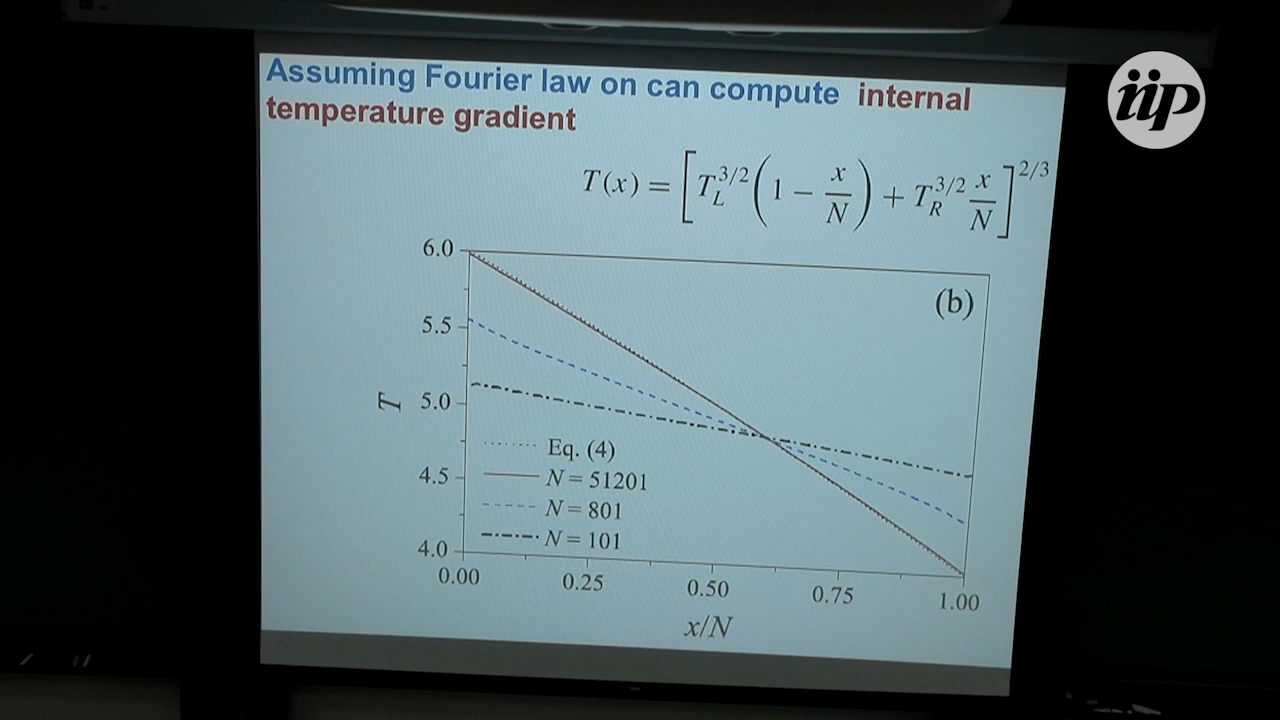 Assuming Fourier law on can compute internal
temperature gradient
T(x) = [T_L^{3/2}(1 − x/N) + T_R^{3/2} x/N]^{2/3}
iip
(b)
6.0
5.5
5.0
4.5
4.0
T
Eq. (4)
N = 51201
N = 801
N = 101
0.00 0.25 0.50 0.75 1.00
x/N